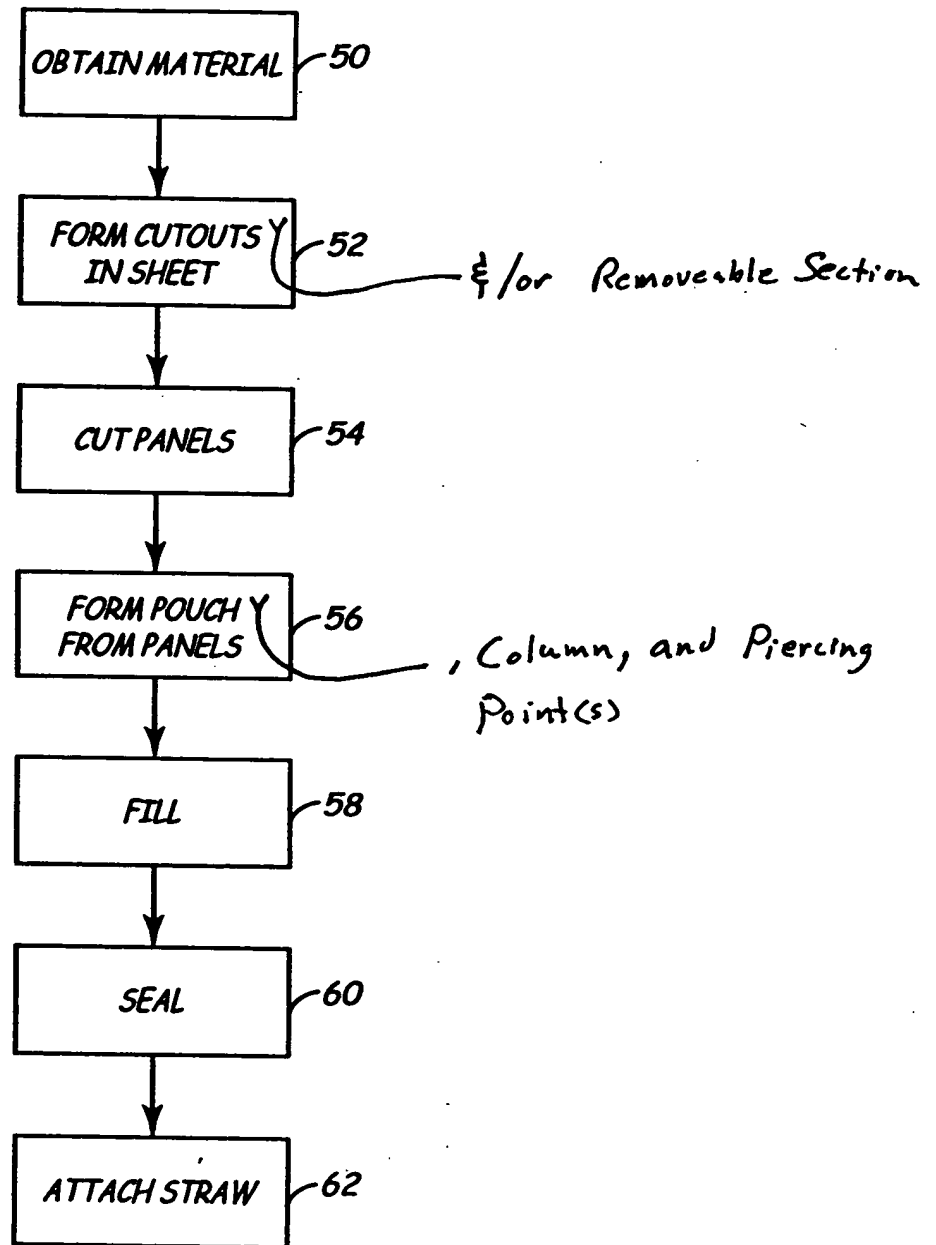 OBTAIN MATERIAL
50
FORM CUTOUTS
IN SHEET
52
&/or Removeable Section
CUT PANELS
54
FORM POUCH
FROM PANELS
56
, Column, and Piercing
Point(s)
FILL
58
SEAL
60
ATTACH STRAW
62